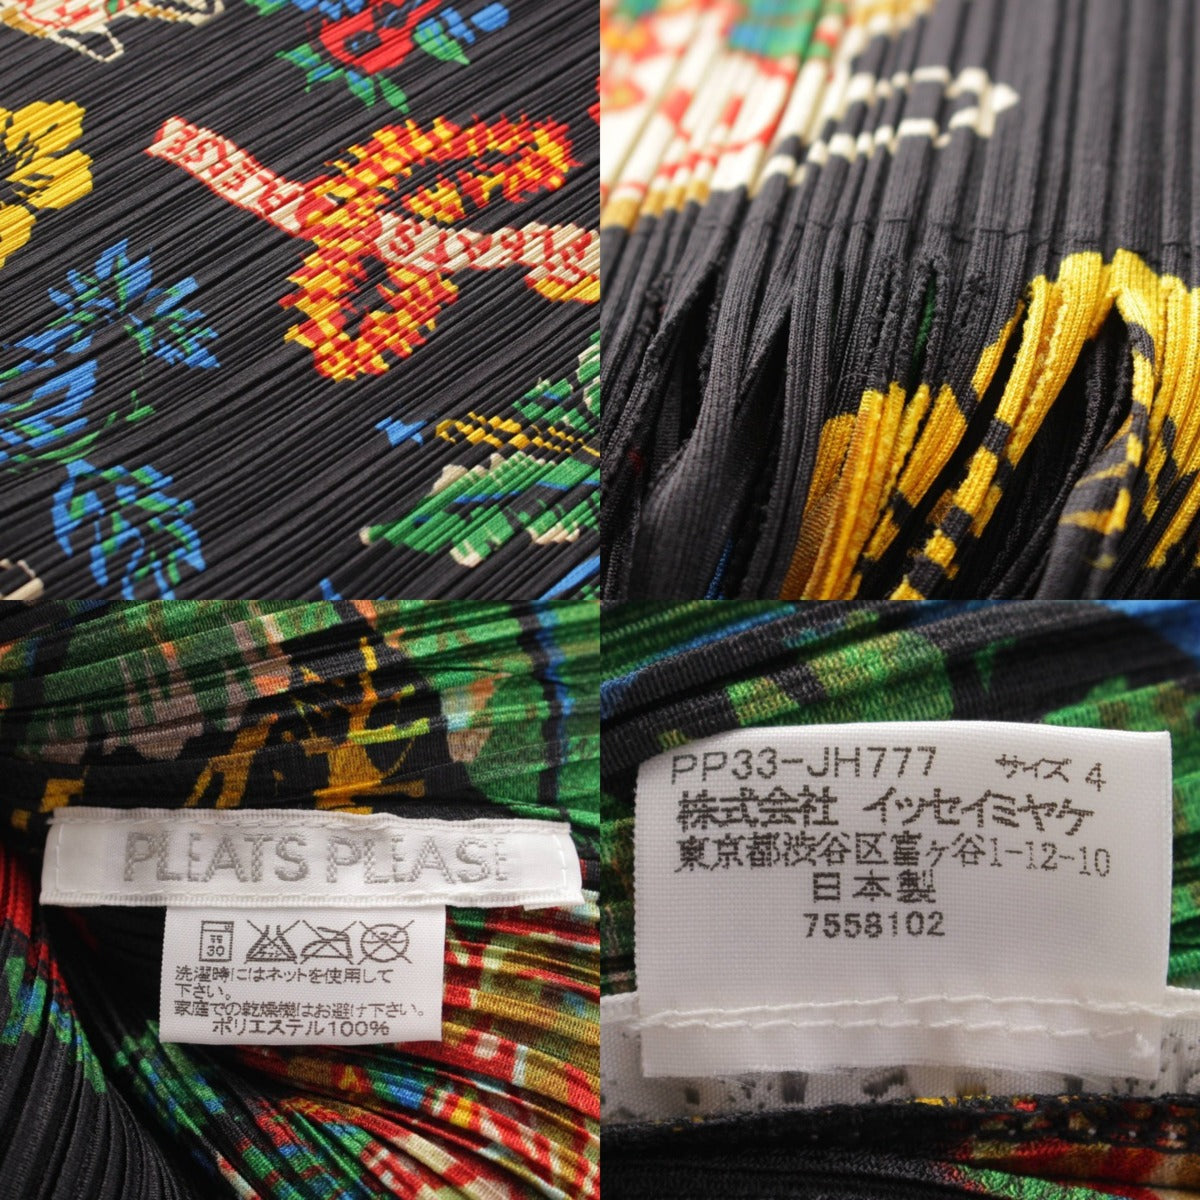 PLEATS PLEASE
30
洗濯時にはネットを使用して
下さい。
家庭での乾燥機はお避け下さい。
ポリエステル100%
PP33-JH777 サイズ 4
株式会社 イッセイミヤケ
東京都渋谷区富ヶ谷1-12-10
日本製
7558102